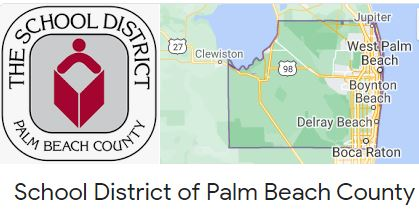 THE SCHOOL DISTRICT
PALM BEACH COUNTY
Jupiter
27
Clewiston
West Palm
Beach
98
Boynton
Beach
Delray Beach
Boca Raton
School District of Palm Beach County